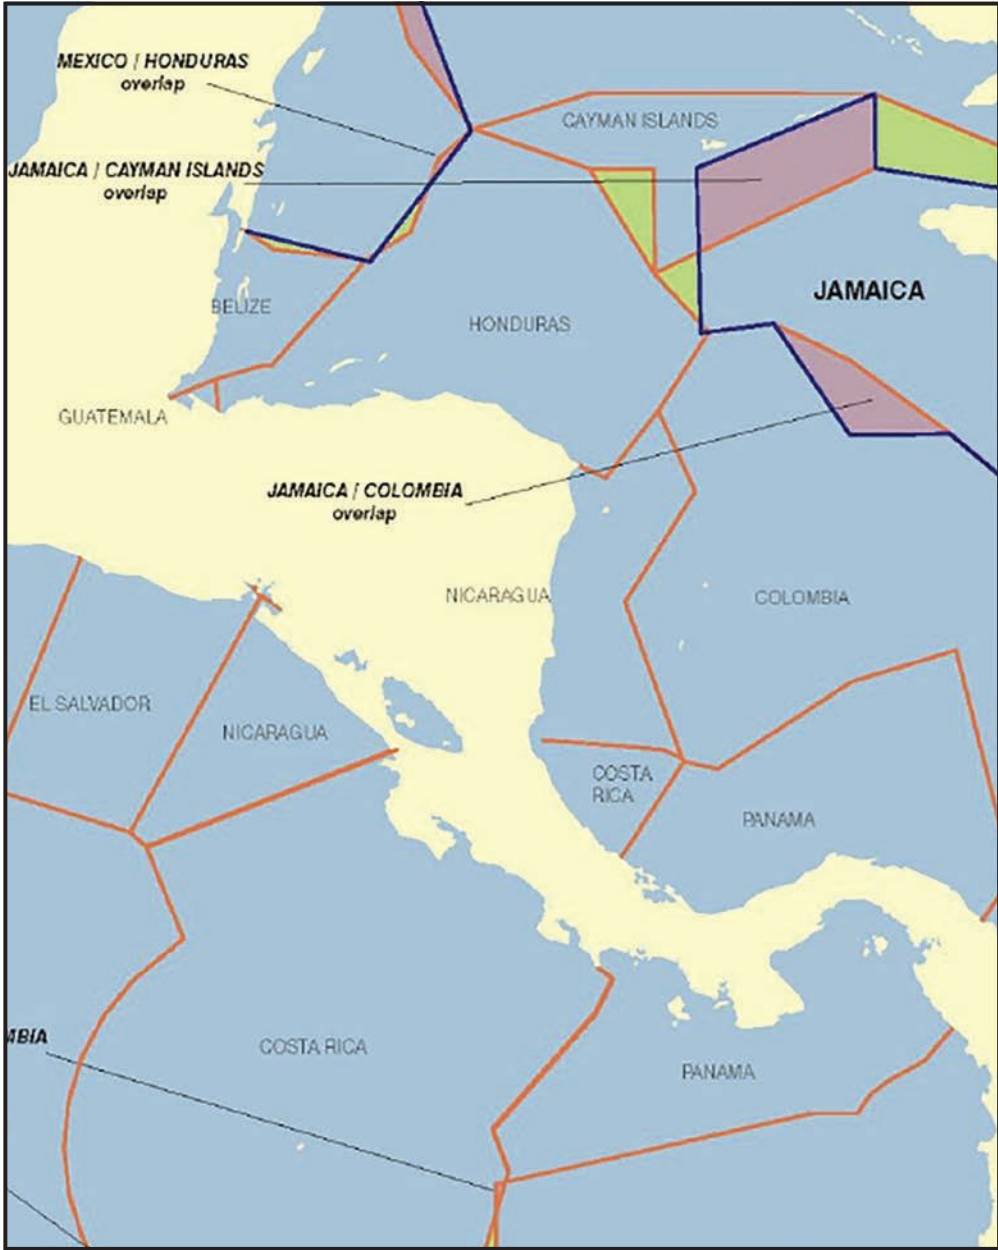 MEXICO / HONDURAS
overlap
CAYMAN ISLANDS
JAMAICA / CAYMAN ISLANDS
overlap
JAMAICA
BELIZE
HONDURAS
GUATEMALA
JAMAICA / COLOMBIA
overlap
NICARAGUA
COLOMBIA
EL SALVADOR
NICARAGUA
COSTA
RICA
PANAMA
MBIA
COSTA RICA
PANAMA